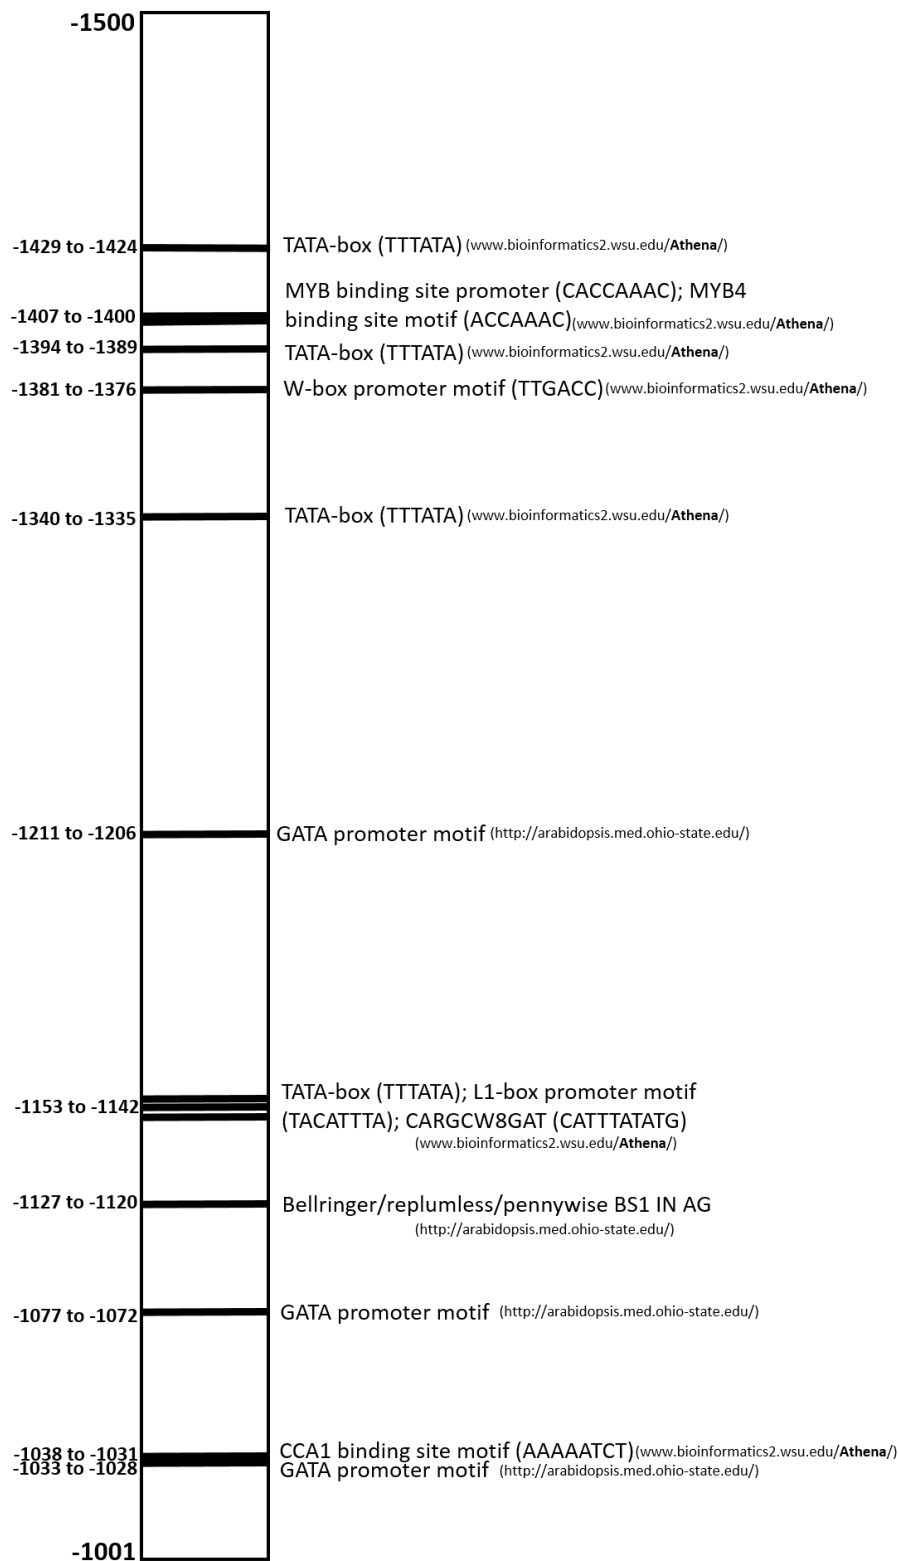 -1500
-1429 to -1424 TATA-box (TTTATA) (www.bioinformatics2.wsu.edu/Athena/)
MYB binding site promoter (CACCAAAC); MYB4
-1407 to -1400 binding site motif (ACCAAAC)(www.bioinformatics2.wsu.edu/Athena/)
-1394 to -1389 TATA-box (TTTATA) (www.bioinformatics2.wsu.edu/Athena/)
-1381 to -1376 W-box promoter motif (TTGACC)(www.bioinformatics2.wsu.edu/Athena/)
-1340 to -1335 TATA-box (TTTATA) (www.bioinformatics2.wsu.edu/Athena/)
-1211 to -1206 GATA promoter motif (http://arabidopsis.med.ohio-state.edu/)
TATA-box (TTTATA); L1-box promoter motif
-1153 to -1142 (TACATTTA); CARGCW8GAT (CATTTATATG)
(www.bioinformatics2.wsu.edu/Athena/)
-1127 to -1120 Bellringer/replumless/pennywise BS1 IN AG
(http://arabidopsis.med.ohio-state.edu/)
-1077 to -1072 GATA promoter motif (http://arabidopsis.med.ohio-state.edu/)
-1038 to -1031 CCA1 binding site motif (AAAAATCT)(www.bioinformatics2.wsu.edu/Athena/)
-1033 to -1028 GATA promoter motif (http://arabidopsis.med.ohio-state.edu/)
-1001